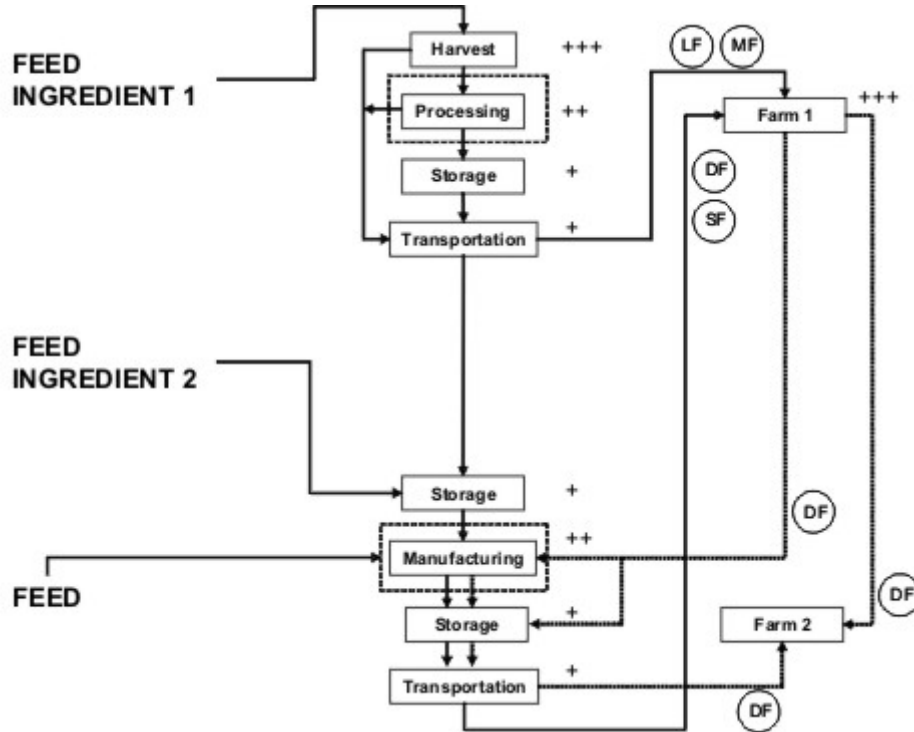 Harvest
+++
LF
MF
FEED
INGREDIENT 1
Processing
++
Farm 1
+++
Storage
+
DF
SF
Transportation
+
FEED
INGREDIENT 2
Storage
+
DF
Manufacturing
++
FEED
DF
Storage
+
Farm 2
Transportation
+
DF